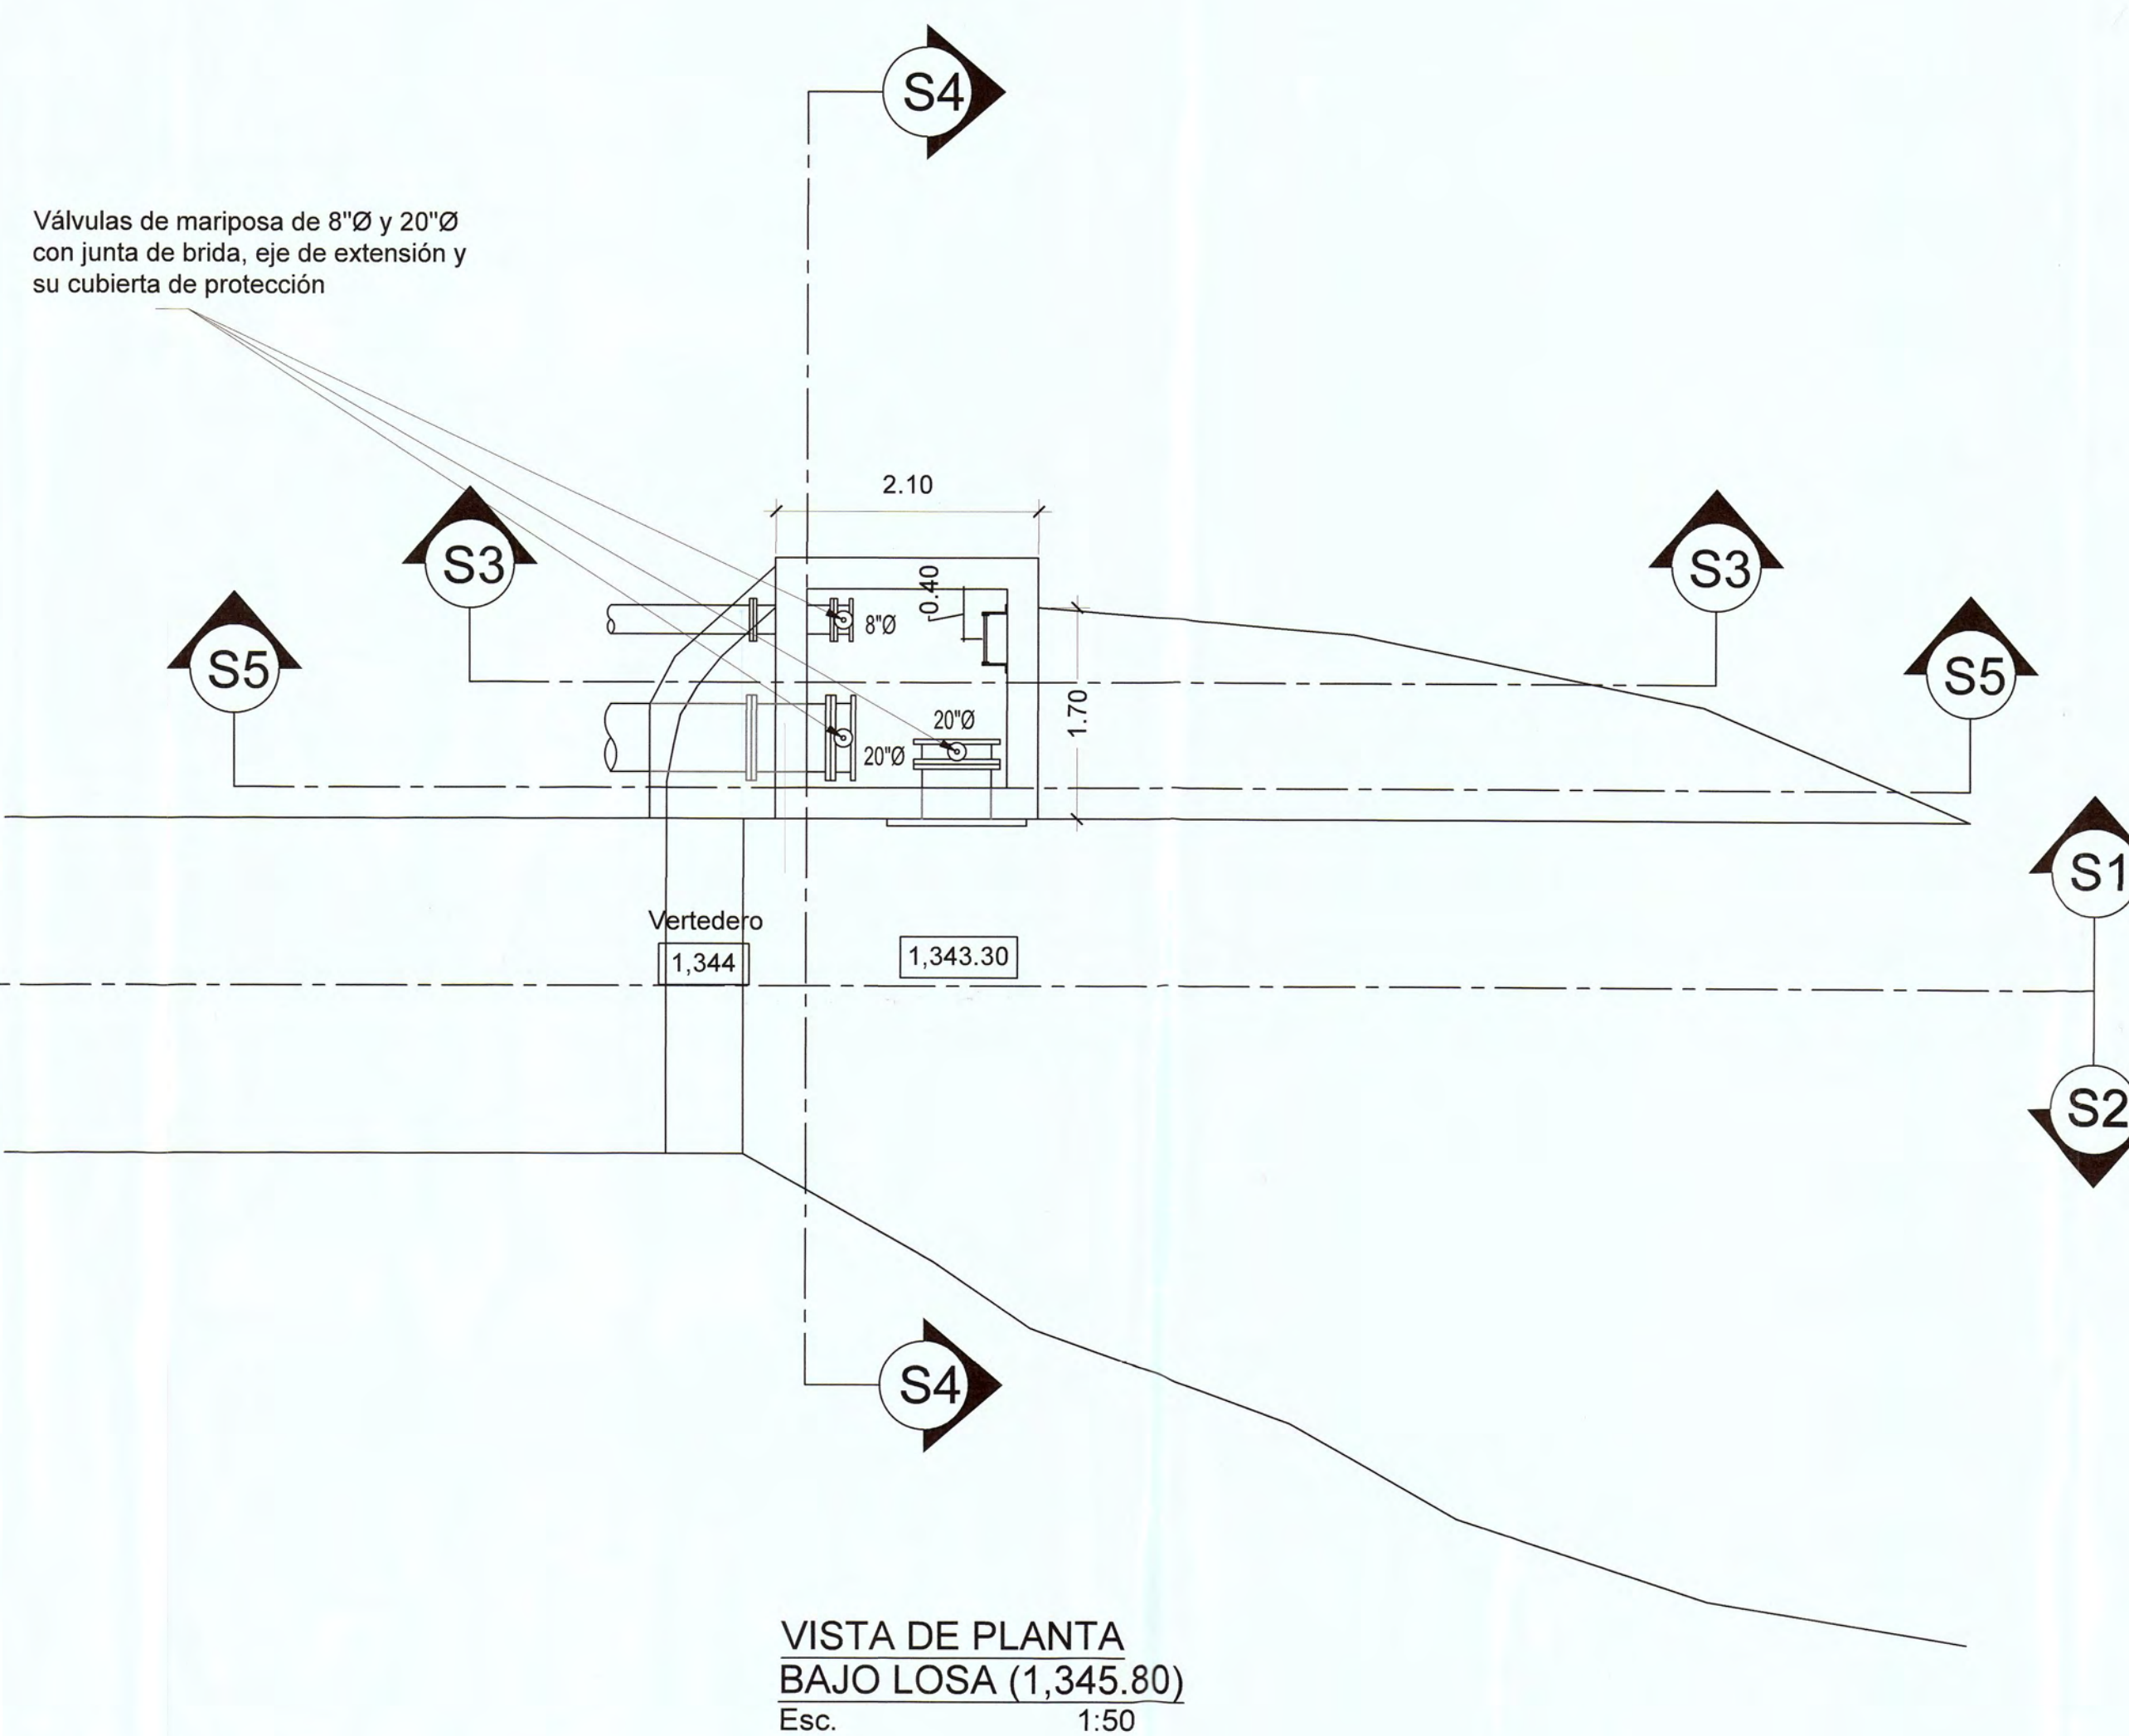 S4
Válvulas de mariposa de 8"Ø y 20"Ø
con junta de brida, eje de extensión y
su cubierta de protección
2.10
S3
S3
0.40
8"Ø
S5
S5
1.70
20"Ø
20"Ø
S1
Vertedero
1,344
1,343.30
S2
S4
VISTA DE PLANTA
BAJO LOSA (1,345.80)
Esc. 1:50